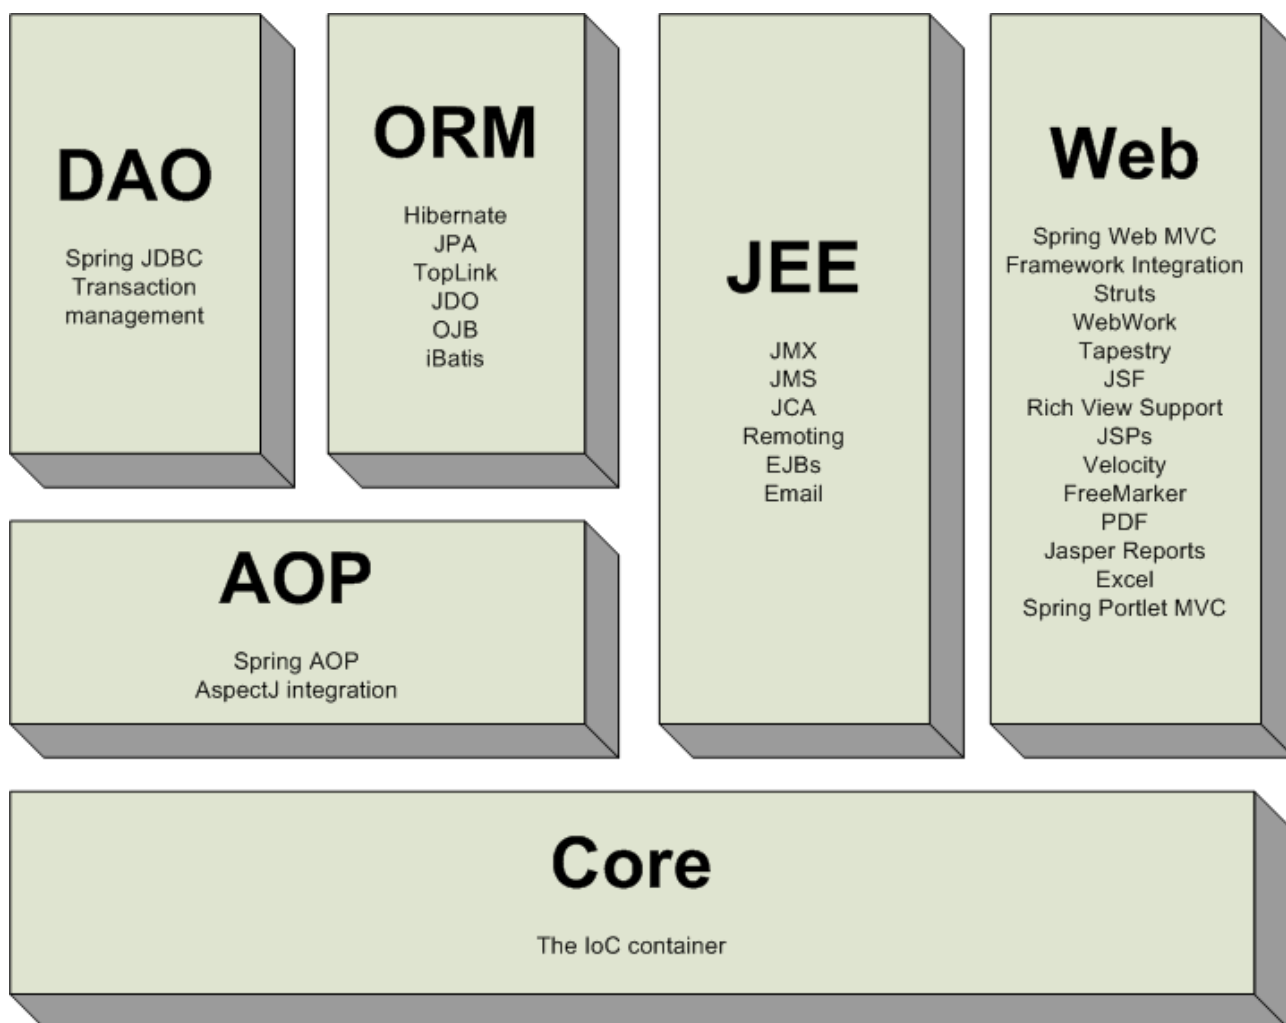 DAO
Spring JDBC
Transaction
management
ORM
Hibernate
JPA
TopLink
JDO
OJB
iBatis
JEE
JMX
JMS
JCA
Remoting
EJBs
Email
Web
Spring Web MVC
Framework Integration
Struts
WebWork
Tapestry
JSF
Rich View Support
JSPs
Velocity
FreeMarker
PDF
Jasper Reports
Excel
Spring Portlet MVC
AOP
Spring AOP
AspectJ integration
Core
The IoC container